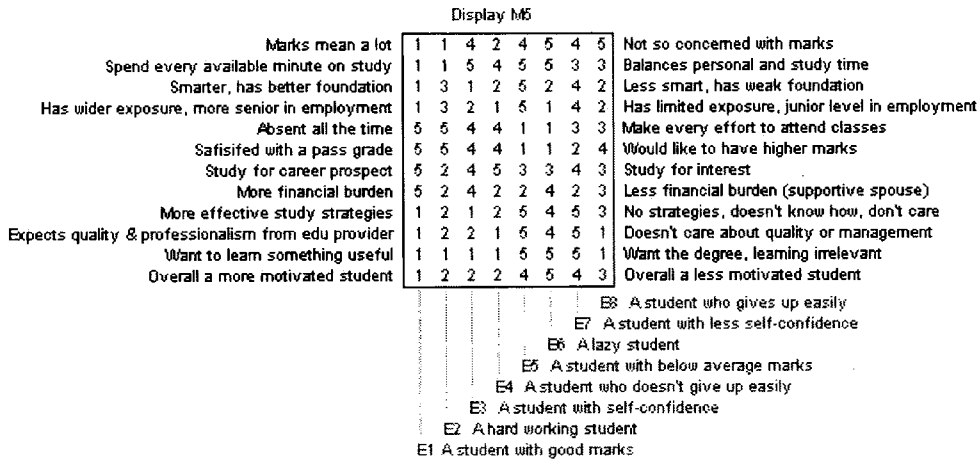 Display M5
Marks mean a lot 1 1 4 2 4 5 4 5 Not so concerned with marks
Spend every available minute on study 1 1 5 4 5 5 3 3 Balances personal and study time
Smarter, has better foundation 1 3 1 2 5 2 4 2 Less smart, has weak foundation
Has wider exposure, more senior in employment 1 3 2 1 5 1 4 2 Has limited exposure, junior level in employment
Absent all the time 5 5 4 4 1 1 3 3 Make every effort to attend classes
Safisifed with a pass grade 5 5 4 4 1 1 2 4 Would like to have higher marks
Study for career prospect 5 2 4 5 3 3 4 3 Study for interest
More financial burden 5 2 4 2 2 4 2 3 Less financial burden (supportive spouse)
More effective study strategies 1 2 1 2 5 4 5 3 No strategies, doesn't know how, don't care
Expects quality & professionalism from edu provider 1 2 2 1 5 4 5 1 Doesn't care about quality or management
Want to learn something useful 1 1 1 1 5 5 5 1 Want the degree, learning irrelevant
Overall a more motivated student 1 2 2 2 4 5 4 3 Overall a less motivated student
E8 A student who gives up easily
E7 A student with less self-confidence
E6 A lazy student
E5 A student with below average marks
E4 A student who doesn't give up easily
E3 A student with self-confidence
E2 A hard working student
E1 A student with good marks